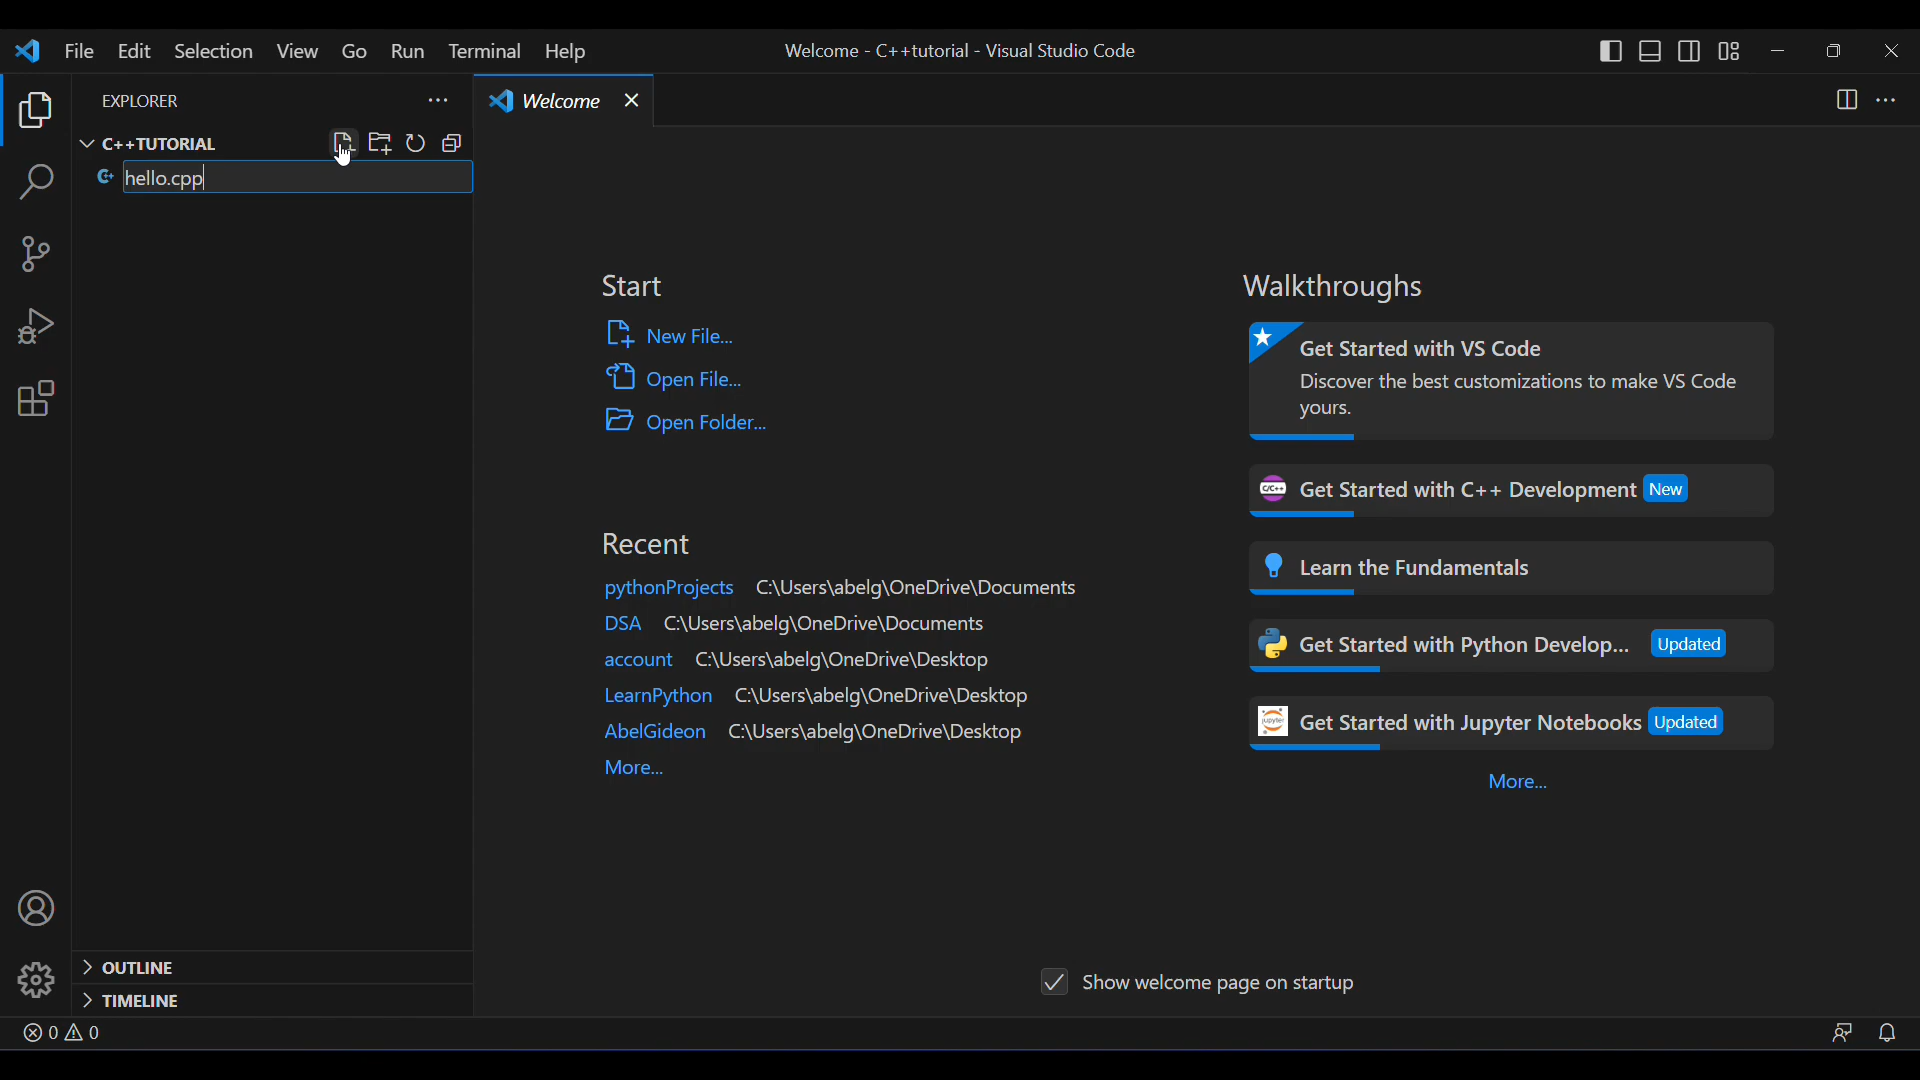 File Edit Selection View Go Run Terminal Help
Welcome - C++tutorial - Visual Studio Code
EXPLORER
Welcome
C++TUTORIAL
hello.cpp
Start
New File...
Open File...
Open Folder...
Recent
pythonProjects C:\Users\abelg\OneDrive\Documents
DSA C:\Users\abelg\OneDrive\Documents
account C:\Users\abelg\OneDrive\Desktop
LearnPython C:\Users\abelg\OneDrive\Desktop
AbelGideon C:\Users\abelg\OneDrive\Desktop
More...
Walkthroughs
Get Started with VS Code
Discover the best customizations to make VS Code
yours.
C/C++ Get Started with C++ Development New
Learn the Fundamentals
Get Started with Python Develop... Updated
jupyter Get Started with Jupyter Notebooks Updated
More...
Show welcome page on startup
OUTLINE
TIMELINE
0 0